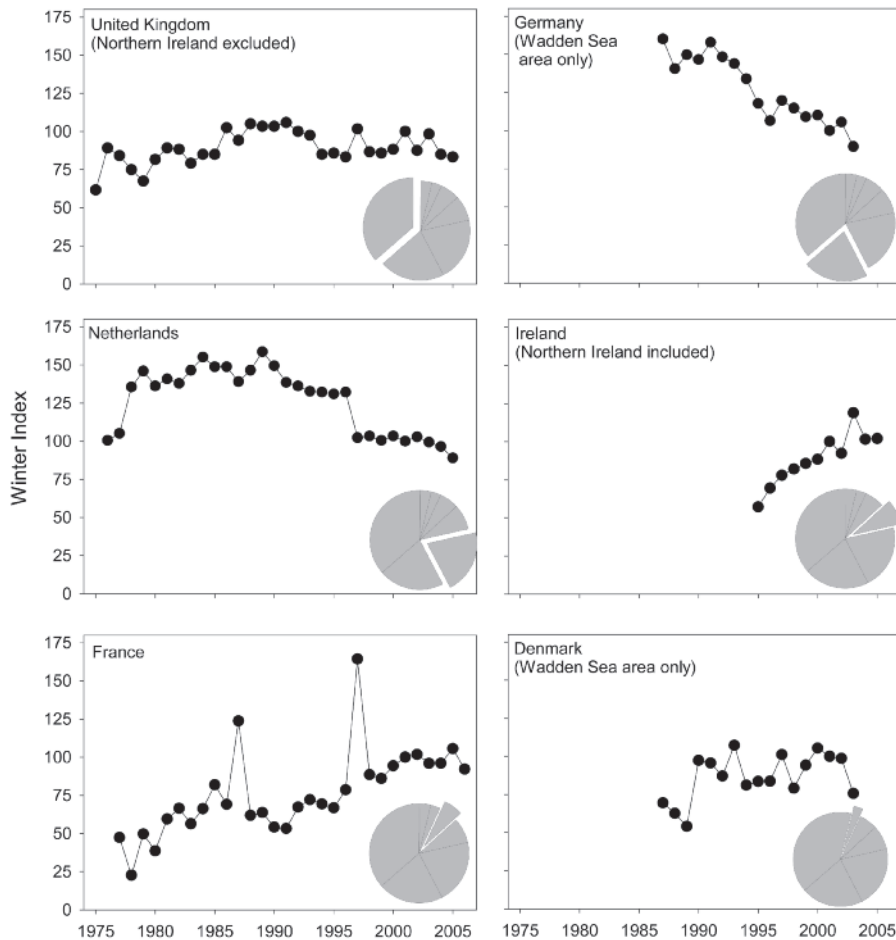 United Kingdom
(Northern Ireland excluded)
175
150
125
100
75
50
25
0
Germany
(Wadden Sea
area only)
Winter Index
Netherlands
175
150
125
100
75
50
25
0
Ireland
(Northern Ireland included)
France
175
150
125
100
75
50
25
0
1975 1980 1985 1990 1995 2000 2005
Denmark
(Wadden Sea area only)
1975 1980 1985 1990 1995 2000 2005